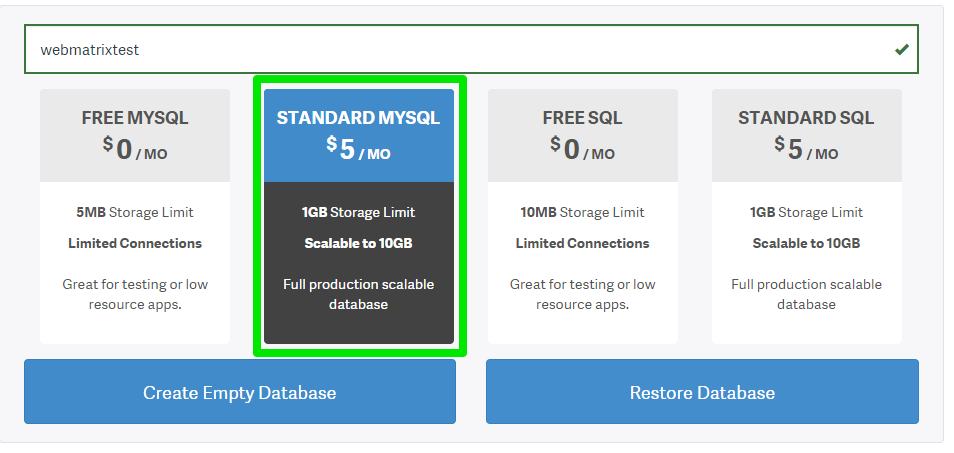 webmatrixtest
FREE MYSQL
$0 / MO
5MB Storage Limit
Limited Connections
Great for testing or low
resource apps.
STANDARD MYSQL
$5 / MO
1GB Storage Limit
Scalable to 10GB
Full production scalable
database
FREE SQL
$0 / MO
10MB Storage Limit
Limited Connections
Great for testing or low
resource apps.
STANDARD SQL
$5 / MO
1GB Storage Limit
Scalable to 10GB
Full production scalable
database
Create Empty Database
Restore Database